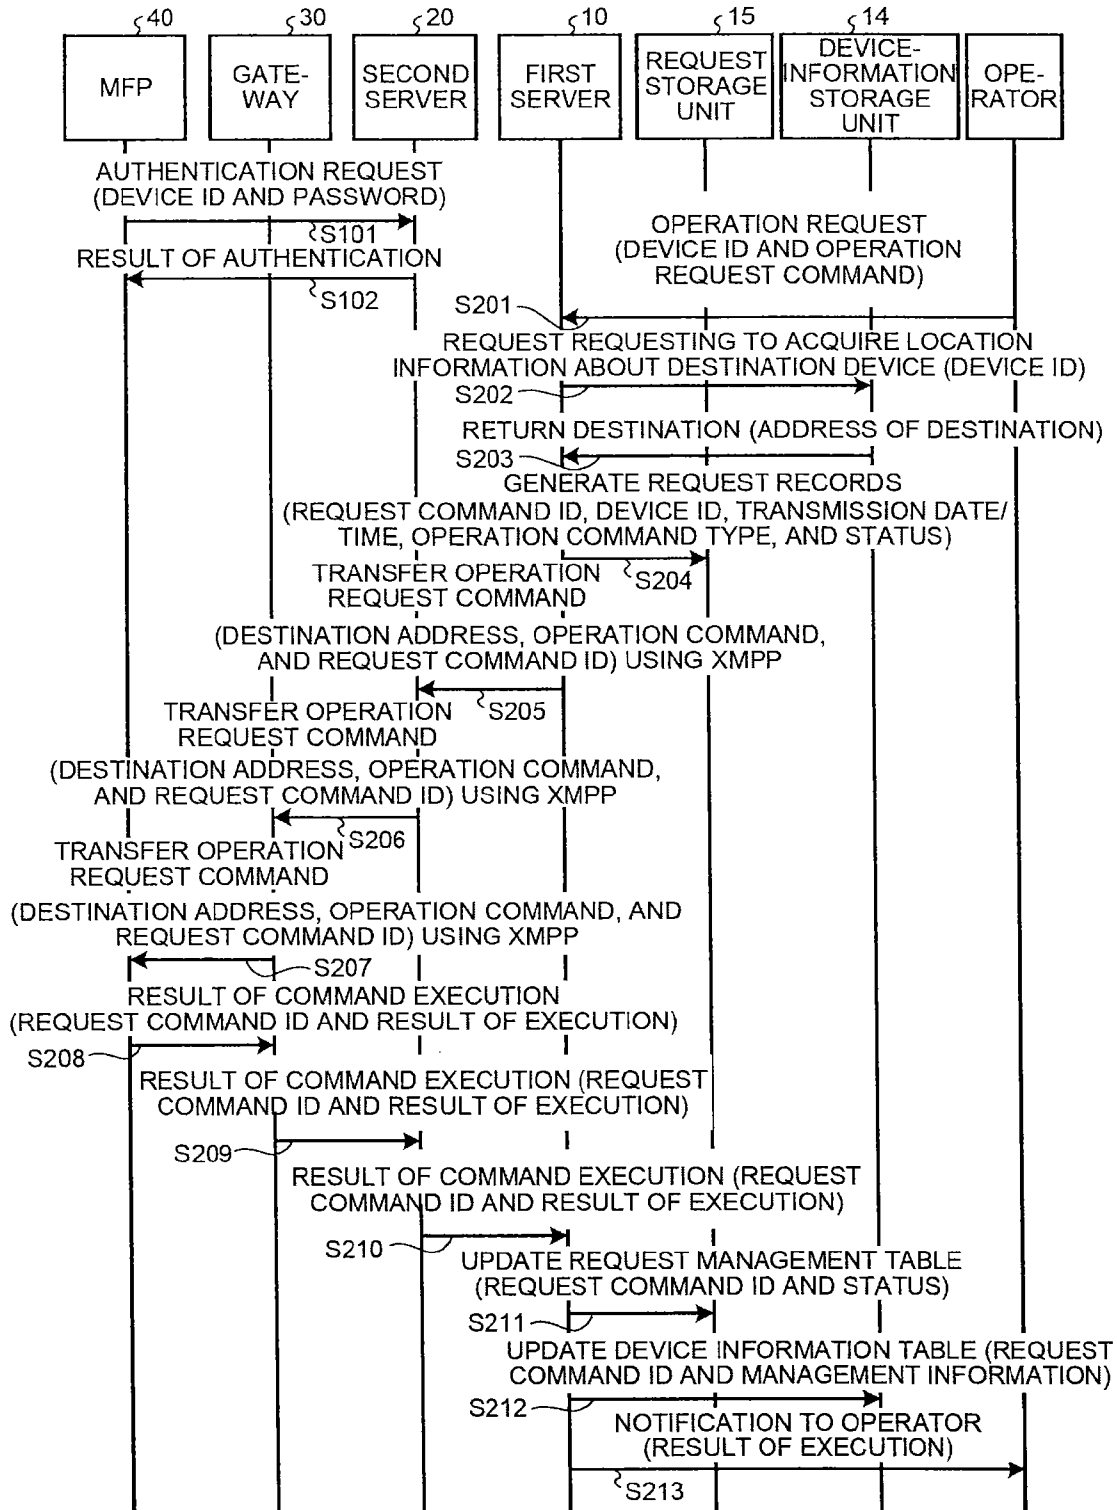 40
30
20
10
15
14
MFP
GATE-
WAY
SECOND
SERVER
FIRST
SERVER
REQUEST
STORAGE
UNIT
DEVICE-
INFORMATION
STORAGE
UNIT
OPE-
RATOR
AUTHENTICATION REQUEST
(DEVICE ID AND PASSWORD)
S101
RESULT OF AUTHENTICATION
S102
OPERATION REQUEST
(DEVICE ID AND OPERATION
REQUEST COMMAND)
S201
REQUEST REQUESTING TO ACQUIRE LOCATION
INFORMATION ABOUT DESTINATION DEVICE (DEVICE ID)
S202
RETURN DESTINATION (ADDRESS OF DESTINATION)
S203
GENERATE REQUEST RECORDS
(REQUEST COMMAND ID, DEVICE ID, TRANSMISSION DATE/
TIME, OPERATION COMMAND TYPE, AND STATUS)
S204
TRANSFER OPERATION
REQUEST COMMAND
(DESTINATION ADDRESS, OPERATION COMMAND,
AND REQUEST COMMAND ID) USING XMPP
S205
TRANSFER OPERATION
REQUEST COMMAND
(DESTINATION ADDRESS, OPERATION COMMAND,
AND REQUEST COMMAND ID) USING XMPP
S206
TRANSFER OPERATION
REQUEST COMMAND
(DESTINATION ADDRESS, OPERATION COMMAND, AND
REQUEST COMMAND ID) USING XMPP
S207
RESULT OF COMMAND EXECUTION
(REQUEST COMMAND ID AND RESULT OF EXECUTION)
S208
RESULT OF COMMAND EXECUTION (REQUEST
COMMAND ID AND RESULT OF EXECUTION)
S209
RESULT OF COMMAND EXECUTION (REQUEST
COMMAND ID AND RESULT OF EXECUTION)
S210
UPDATE REQUEST MANAGEMENT TABLE
(REQUEST COMMAND ID AND STATUS)
S211
UPDATE DEVICE INFORMATION TABLE (REQUEST
COMMAND ID AND MANAGEMENT INFORMATION)
S212
NOTIFICATION TO OPERATOR
(RESULT OF EXECUTION)
S213